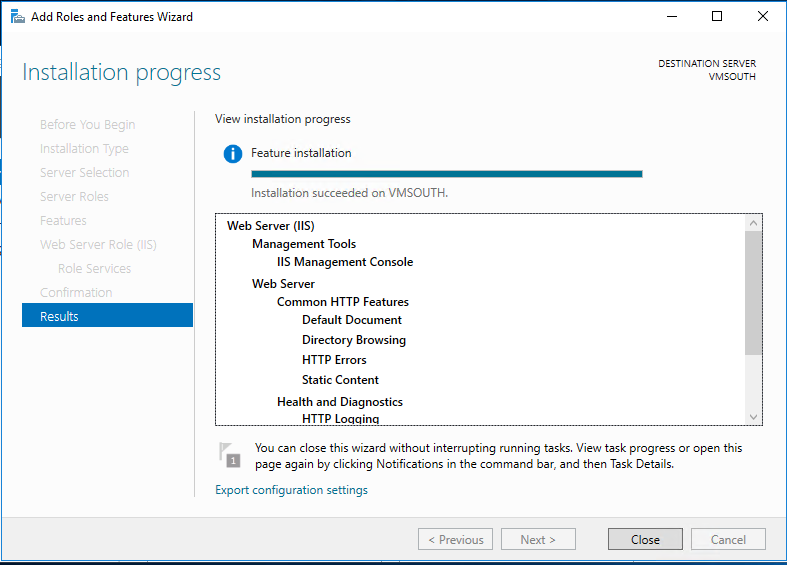 Add Roles and Features Wizard
Installation progress
DESTINATION SERVER
VMSOUTH
Before You Begin
Installation Type
Server Selection
Server Roles
Features
Web Server Role (IIS)
Role Services
Confirmation
Results
View installation progress
Feature installation
Installation succeeded on VMSOUTH.
Web Server (IIS)
Management Tools
IIS Management Console
Web Server
Common HTTP Features
Default Document
Directory Browsing
HTTP Errors
Static Content
Health and Diagnostics
HTTP Logging
1
You can close this wizard without interrupting running tasks. View task progress or open this
page again by clicking Notifications in the command bar, and then Task Details.
Export configuration settings
< Previous
Next >
Close
Cancel